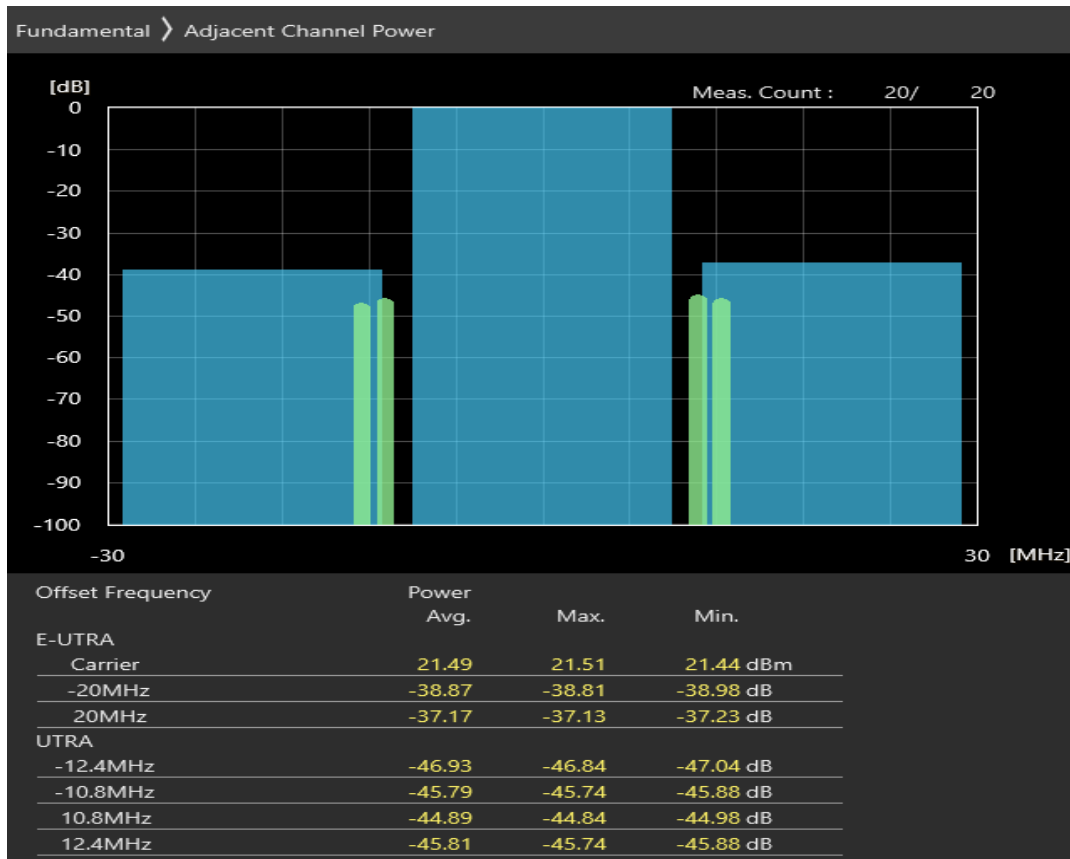 Fundamental ❯ Adjacent Channel Power
[dB]
Meas. Count : 20/ 20
0
-10
-20
-30
-40
-50
-60
-70
-80
-90
-100
-30 30 [MHz]
Offset Frequency Power
Avg. Max. Min.
E-UTRA
Carrier 21.49 21.51 21.44 dBm
-20MHz -38.87 -38.81 -38.98 dB
20MHz -37.17 -37.13 -37.23 dB
UTRA
-12.4MHz -46.93 -46.84 -47.04 dB
-10.8MHz -45.79 -45.74 -45.88 dB
10.8MHz -44.89 -44.84 -44.98 dB
12.4MHz -45.81 -45.74 -45.88 dB